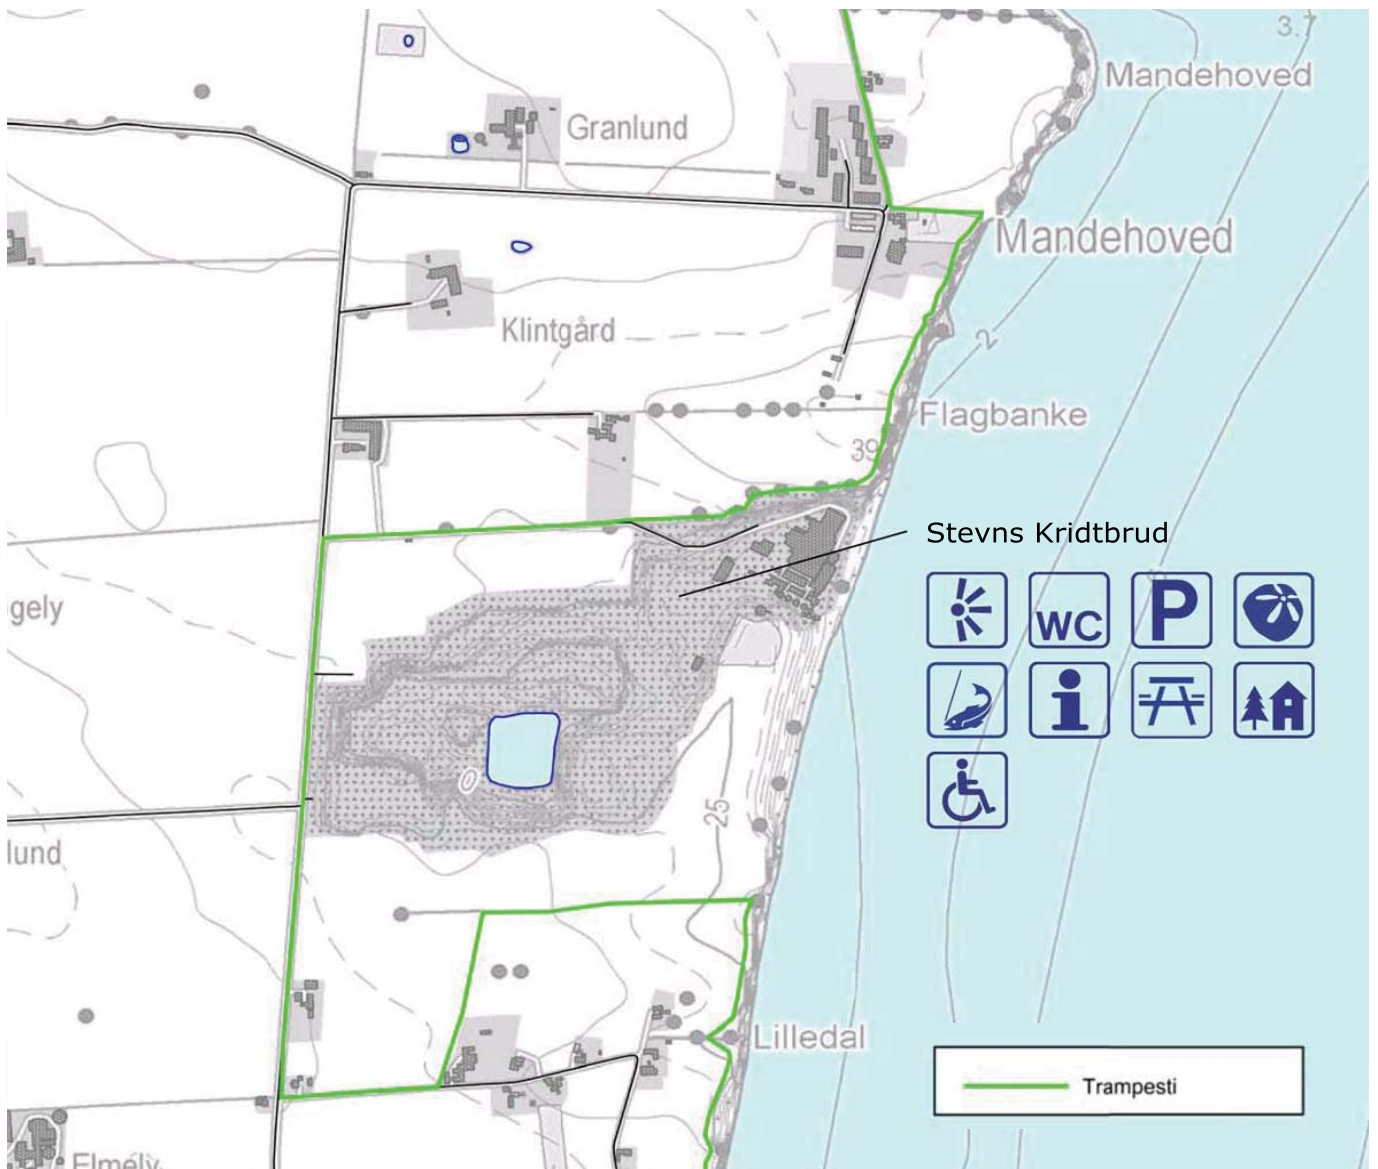 3.7
Mandehoved
Granlund
Mandehoved
Klintgård
2
Flagbanke
39
Stevns Kridtbrud
gely
WC
P
i
25
lund
Lilledal
Trampesti
Elmely